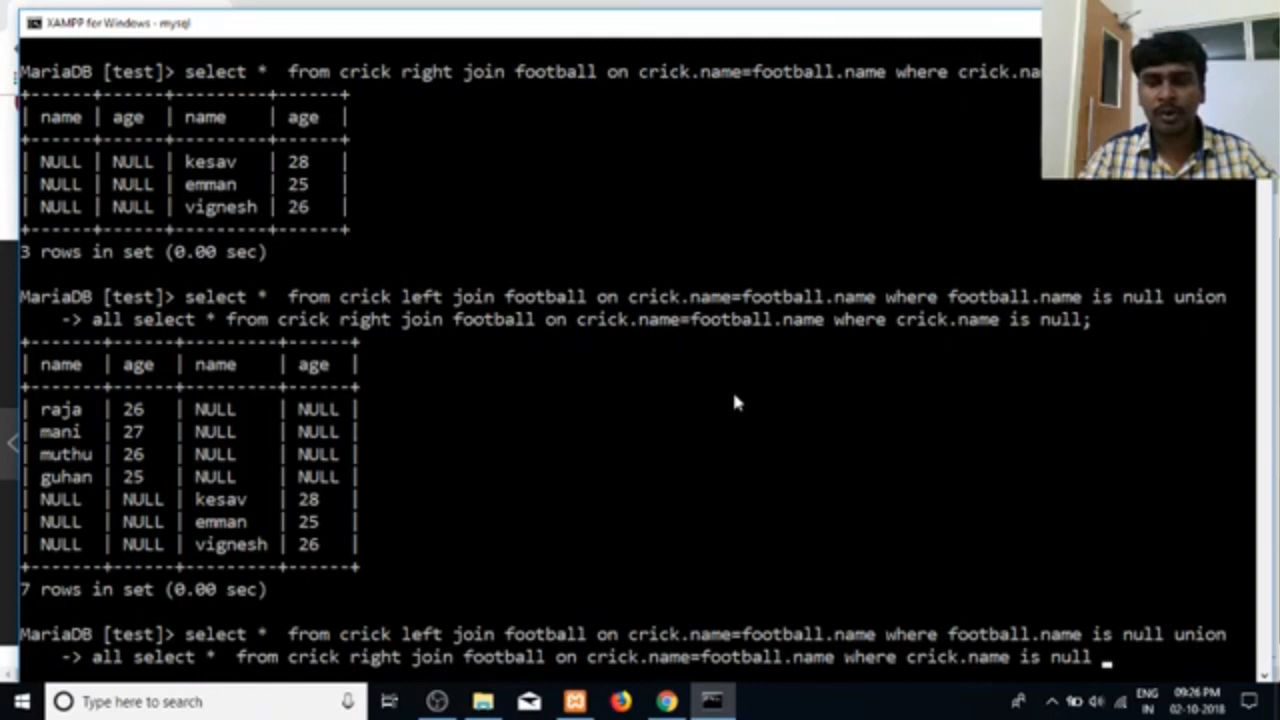 XAMPP for Windows - mysql
MariaDB [test]> select *  from crick right join football on crick.name=football.name where crick.na
+------+------+---------+------+
| name | age  | name    | age  |
+------+------+---------+------+
| NULL | NULL | kesav   | 28   |
| NULL | NULL | emman   | 25   |
| NULL | NULL | vignesh | 26   |
+------+------+---------+------+
3 rows in set (0.00 sec)
MariaDB [test]> select *  from crick left join football on crick.name=football.name where football.name is null union
    -> all select * from crick right join football on crick.name=football.name where crick.name is null;
+-------+------+---------+------+
| name  | age  | name    | age  |
+-------+------+---------+------+
| raja  | 26   | NULL    | NULL |
| mani  | 27   | NULL    | NULL |
| muthu | 26   | NULL    | NULL |
| guhan | 25   | NULL    | NULL |
| NULL  | NULL | kesav   | 28   |
| NULL  | NULL | emman   | 25   |
| NULL  | NULL | vignesh | 26   |
+-------+------+---------+------+
7 rows in set (0.00 sec)
MariaDB [test]> select *  from crick left join football on crick.name=football.name where football.name is null union
    -> all select *  from crick right join football on crick.name=football.name where crick.name is null _
Type here to search
ENG
IN
09:26 PM
02-10-2018